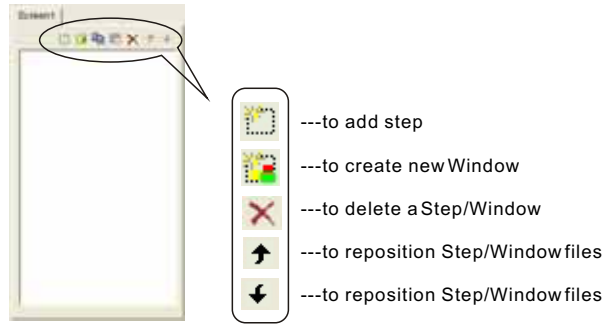 Screen1
---to add step
---to create new Window
---to delete a Step/Window
---to reposition Step/Window files
---to reposition Step/Window files